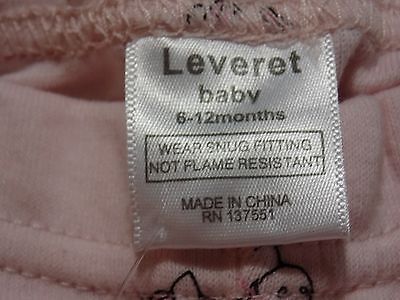 Leveret
baby
6-12months
WEAR SNUG FITTING
NOT FLAME RESISTANT
MADE IN CHINA
RN 137551